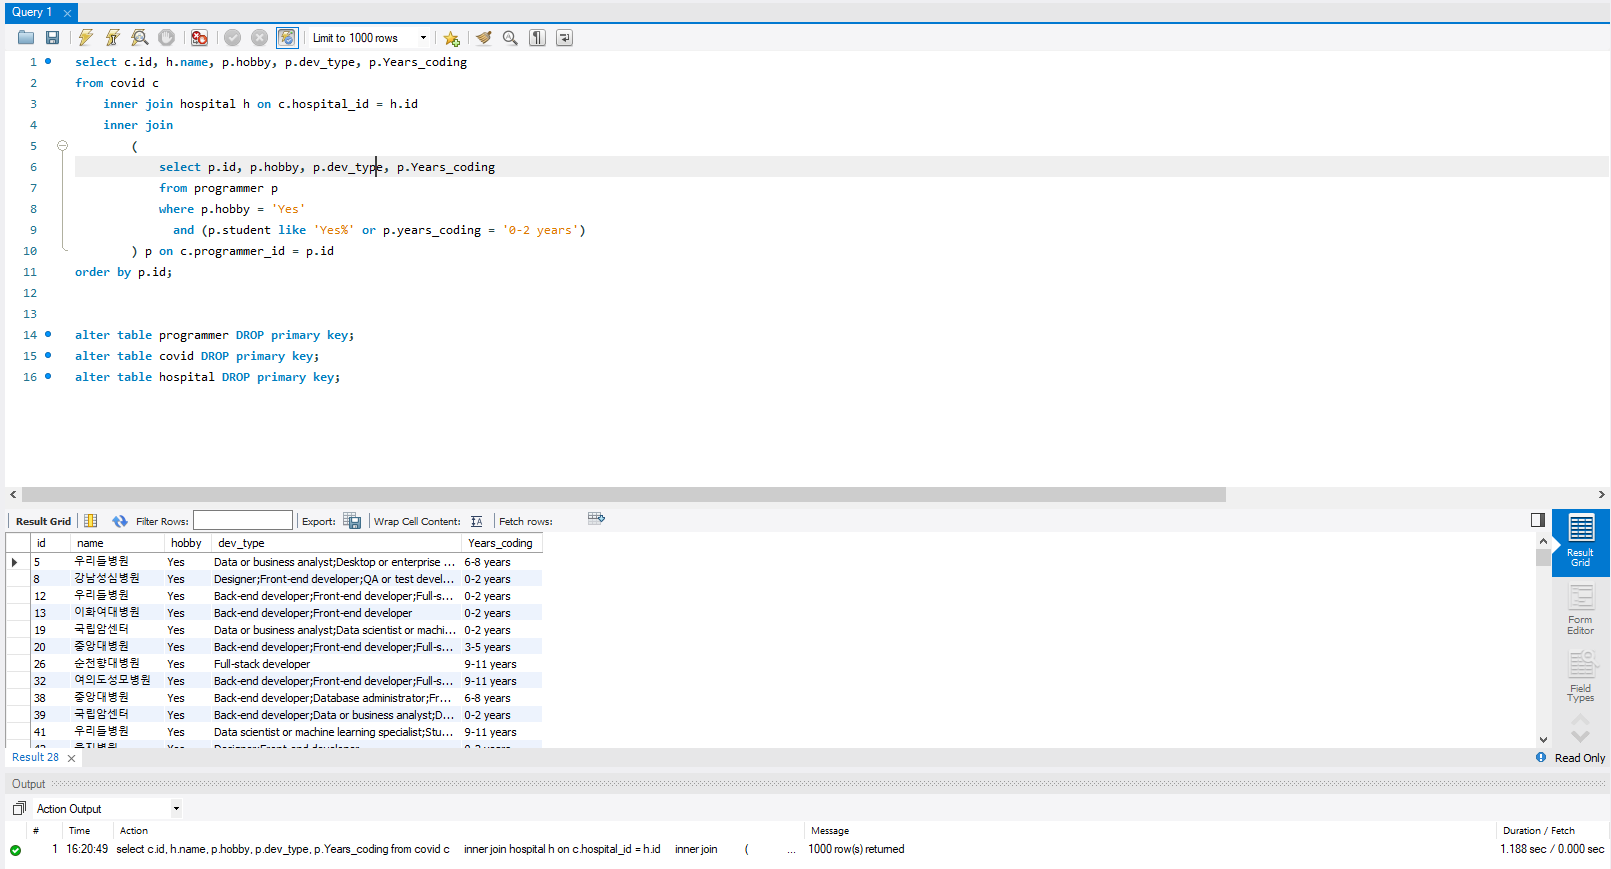 Query 1
Limit to 1000 rows
1 select c.id, h.name, p.hobby, p.dev_type, p.Years_coding
2 from covid c
3 inner join hospital h on c.hospital_id = h.id
4 inner join
5 (
6 select p.id, p.hobby, p.dev_type, p.Years_coding
7 from programmer p
8 where p.hobby = 'Yes'
9 and (p.student like 'Yes%' or p.years_coding = '0-2 years')
10 ) p on c.programmer_id = p.id
11 order by p.id;
12
13
14 alter table programmer DROP primary key;
15 alter table covid DROP primary key;
16 alter table hospital DROP primary key;
Result Grid Filter Rows: Export: Wrap Cell Content: Fetch rows:
id name hobby dev_type Years_coding
5 우리들병원 Yes Data or business analyst;Desktop or enterprise ... 6-8 years
8 강남성심병원 Yes Designer;Front-end developer;QA or test devel... 0-2 years
12 우리들병원 Yes Back-end developer;Front-end developer;Full-s... 0-2 years
13 이화여대병원 Yes Back-end developer;Front-end developer 0-2 years
19 국립암센터 Yes Data or business analyst;Data scientist or machi... 0-2 years
20 중앙대병원 Yes Back-end developer;Front-end developer;Full-s... 3-5 years
26 순천향대병원 Yes Full-stack developer 9-11 years
32 여의도성모병원 Yes Back-end developer;Front-end developer;Full-s... 9-11 years
38 중앙대병원 Yes Back-end developer;Database administrator;Fr... 6-8 years
39 국립암센터 Yes Back-end developer;Data or business analyst;D... 0-2 years
41 우리들병원 Yes Data scientist or machine learning specialist;Stu... 9-11 years
Result
Grid
Form
Editor
Field
Types
Result 28
Read Only
Output
Action Output
# Time Action Message Duration / Fetch
1 16:20:49 select c.id, h.name, p.hobby, p.dev_type, p.Years_coding from covid c inner join hospital h on c.hospital_id = h.id inner join ( ... 1000 row(s) returned 1.188 sec / 0.000 sec